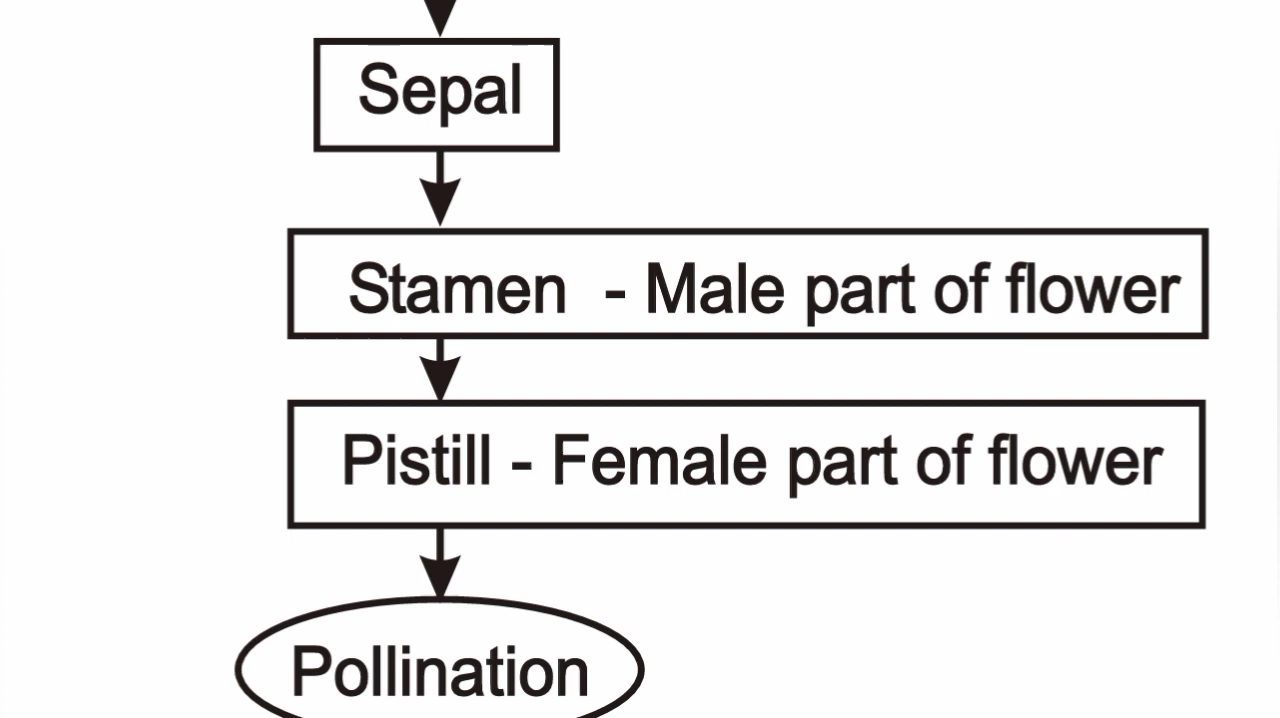 Sepal
Stamen - Male part of flower
Pistill - Female part of flower
Pollination